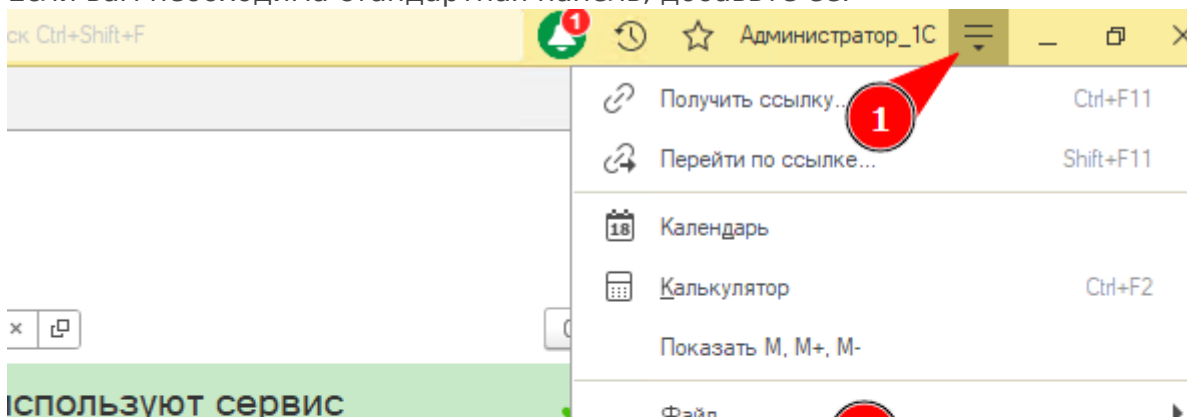 ск Ctrl+Shift+F
1
Администратор_1С
Получить ссылку...
Ctrl+F11
1
Перейти по ссылке...
Shift+F11
18
Календарь
Калькулятор
Ctrl+F2
Показать M, M+, M-
используют сервис
Файл